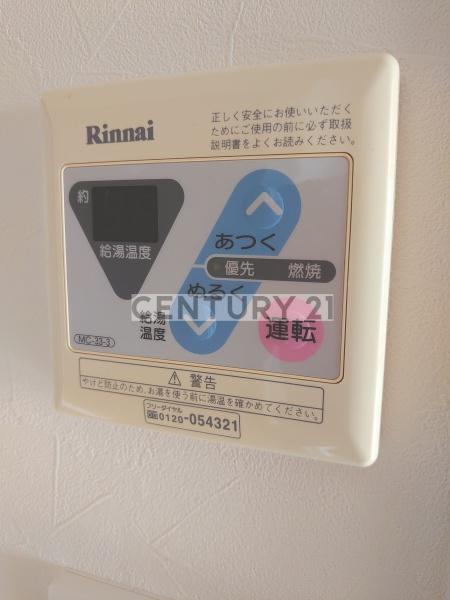 Rinnai
正しく安全にお使いいただく
ためにご使用の前に必ず取扱
説明書をよくお読みください。
約
給湯温度
あつく
優先 燃焼
ぬるく
CENTURY 21
給湯
温度
運転
MC-33-3
⚠警告
やけど防止のため、お湯を使う前に湯温を確かめてください。
フリーダイヤル
0120-054321